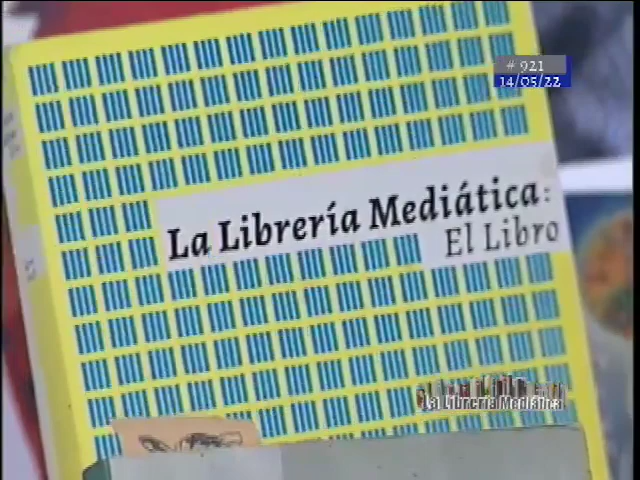 # 921
14/05/22
La Librería Mediática:
El Libro
La Librería Mediática